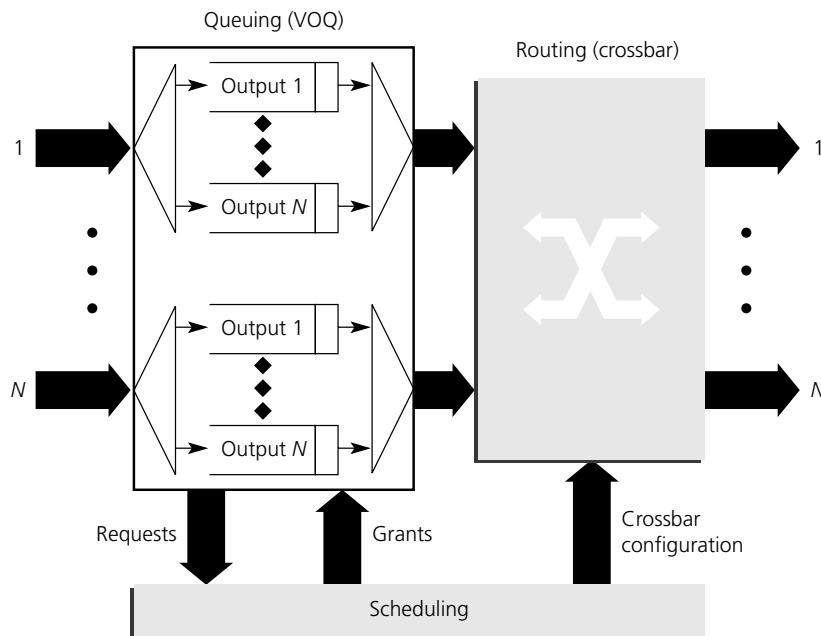 Queuing (VOQ)
Routing (crossbar)
Output 1
1
1
Output N
Output 1
N
N
Output N
Requests
Grants
Crossbar
configuration
Scheduling